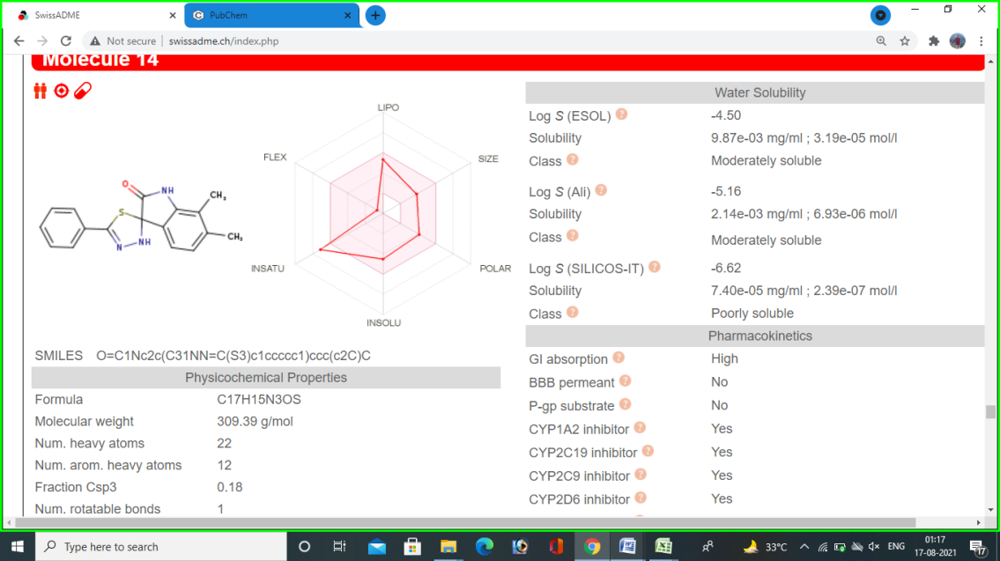 SwissADME
PubChem
Not secure
swissadme.ch/index.php
Molecule 14
LIPO
FLEX
SIZE
INSATU
POLAR
INSOLU
O
NH
CH3
S
N
NH
CH3
SMILES O=C1Nc2c(C31NN=C(S3)c1ccccc1)ccc(c2C)C
Physicochemical Properties
Formula C17H15N3OS
Molecular weight 309.39 g/mol
Num. heavy atoms 22
Num. arom. heavy atoms 12
Fraction Csp3 0.18
Num. rotatable bonds 1
Water Solubility
Log S (ESOL) ? -4.50
Solubility 9.87e-03 mg/ml ; 3.19e-05 mol/l
Class ? Moderately soluble
Log S (Ali) ? -5.16
Solubility 2.14e-03 mg/ml ; 6.93e-06 mol/l
Class ? Moderately soluble
Log S (SILICOS-IT) ? -6.62
Solubility 7.40e-05 mg/ml ; 2.39e-07 mol/l
Class ? Poorly soluble
Pharmacokinetics
GI absorption ? High
BBB permeant ? No
P-gp substrate ? No
CYP1A2 inhibitor ? Yes
CYP2C19 inhibitor ? Yes
CYP2C9 inhibitor ? Yes
CYP2D6 inhibitor ? Yes
Type here to search
33°C
ENG
01:17
17-08-2021
17